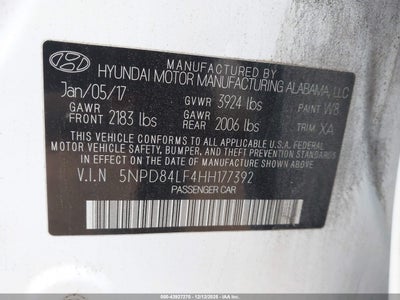 MANUFACTURED BY
HYUNDAI MOTOR MANUFACTURING ALABAMA, LLC
Jan/05/17 GVWR 3924 lbs PAINT W8
GAWR FRONT 2183 lbs GAWR REAR 2006 lbs TRIM XA
THIS VEHICLE CONFORMS TO ALL APPLICABLE U.S.A FEDERAL
MOTOR VEHICLE SAFETY, BUMPER, AND THEFT PREVENTION
STANDARDS IN EFFECT ON THE DATE OF MANUFACTURE
V.I.N 5NPD84LF4HH177392
PASSENGER CAR